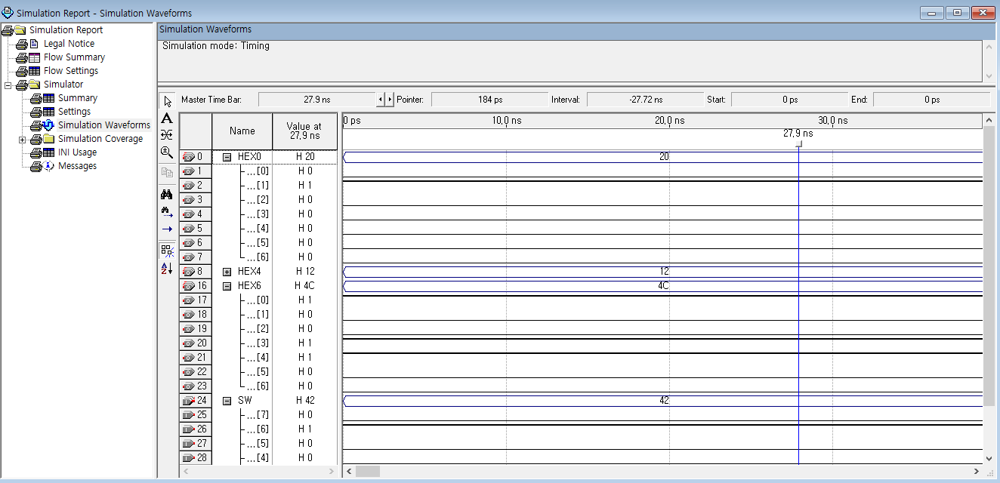 Simulation Report - Simulation Waveforms
Simulation Report
Legal Notice
Flow Summary
Flow Settings
Simulator
Summary
Settings
Simulation Waveforms
Simulation Coverage
INI Usage
Messages
Simulation Waveforms
Simulation mode: Timing
Master Time Bar: 27.9 ns Pointer: 184 ps Interval: -27.72 ns Start: 0 ps End: 0 ps
Name Value at 27.9 ns
0 ps 10.0 ns 20.0 ns 30.0 ns
27.9 ns
0 HEX0 H 20 20
1 ...[0] H 0
2 ...[1] H 1
3 ...[2] H 0
4 ...[3] H 0
5 ...[4] H 0
6 ...[5] H 0
7 ...[6] H 0
8 HEX4 H 12 12
16 HEX6 H 4C 4C
17 ...[0] H 1
18 ...[1] H 0
19 ...[2] H 0
20 ...[3] H 1
21 ...[4] H 1
22 ...[5] H 0
23 ...[6] H 0
24 SW H 42 42
25 ...[7] H 0
26 ...[6] H 1
27 ...[5] H 0
28 ...[4] H 0